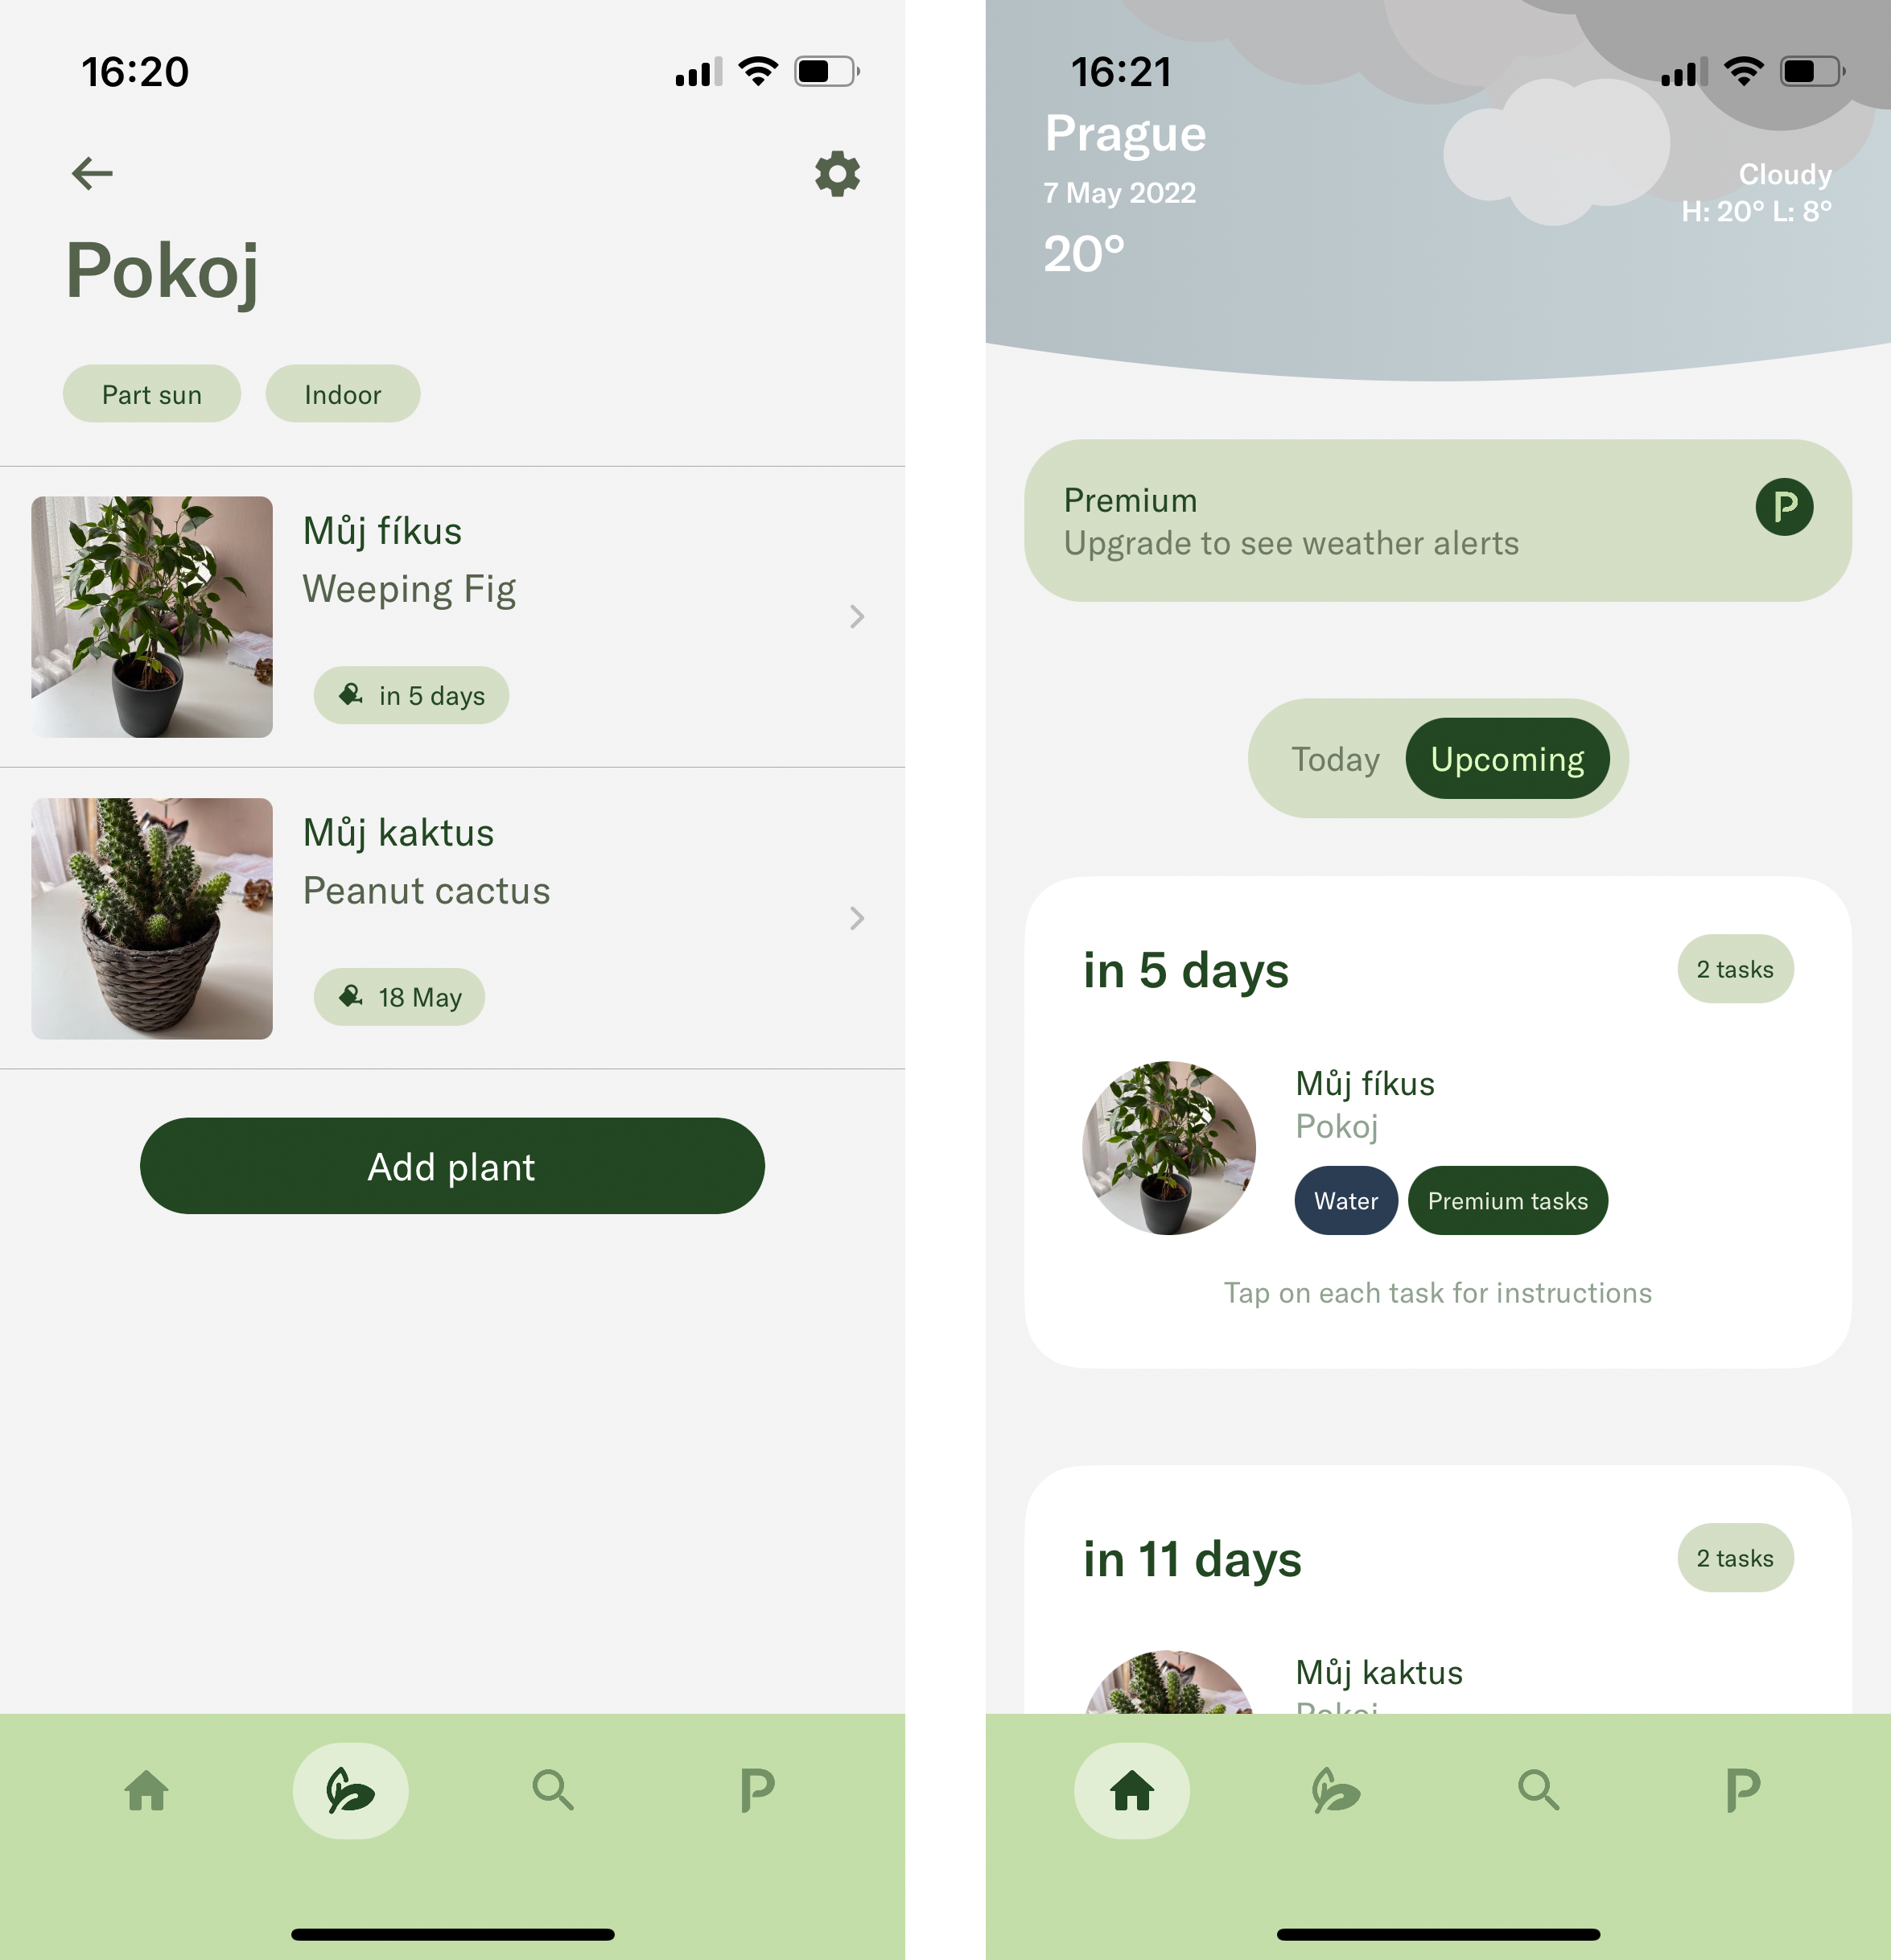 16:20
Pokoj
Part sun
Indoor
Můj fíkus
Weeping Fig
in 5 days
Můj kaktus
Peanut cactus
18 May
Add plant
P
16:21
Prague
7 May 2022
20°
Cloudy
H: 20° L: 8°
Premium
Upgrade to see weather alerts
P
Today
Upcoming
in 5 days
2 tasks
Můj fíkus
Pokoj
Water
Premium tasks
Tap on each task for instructions
in 11 days
2 tasks
Můj kaktus
Pokoj
P